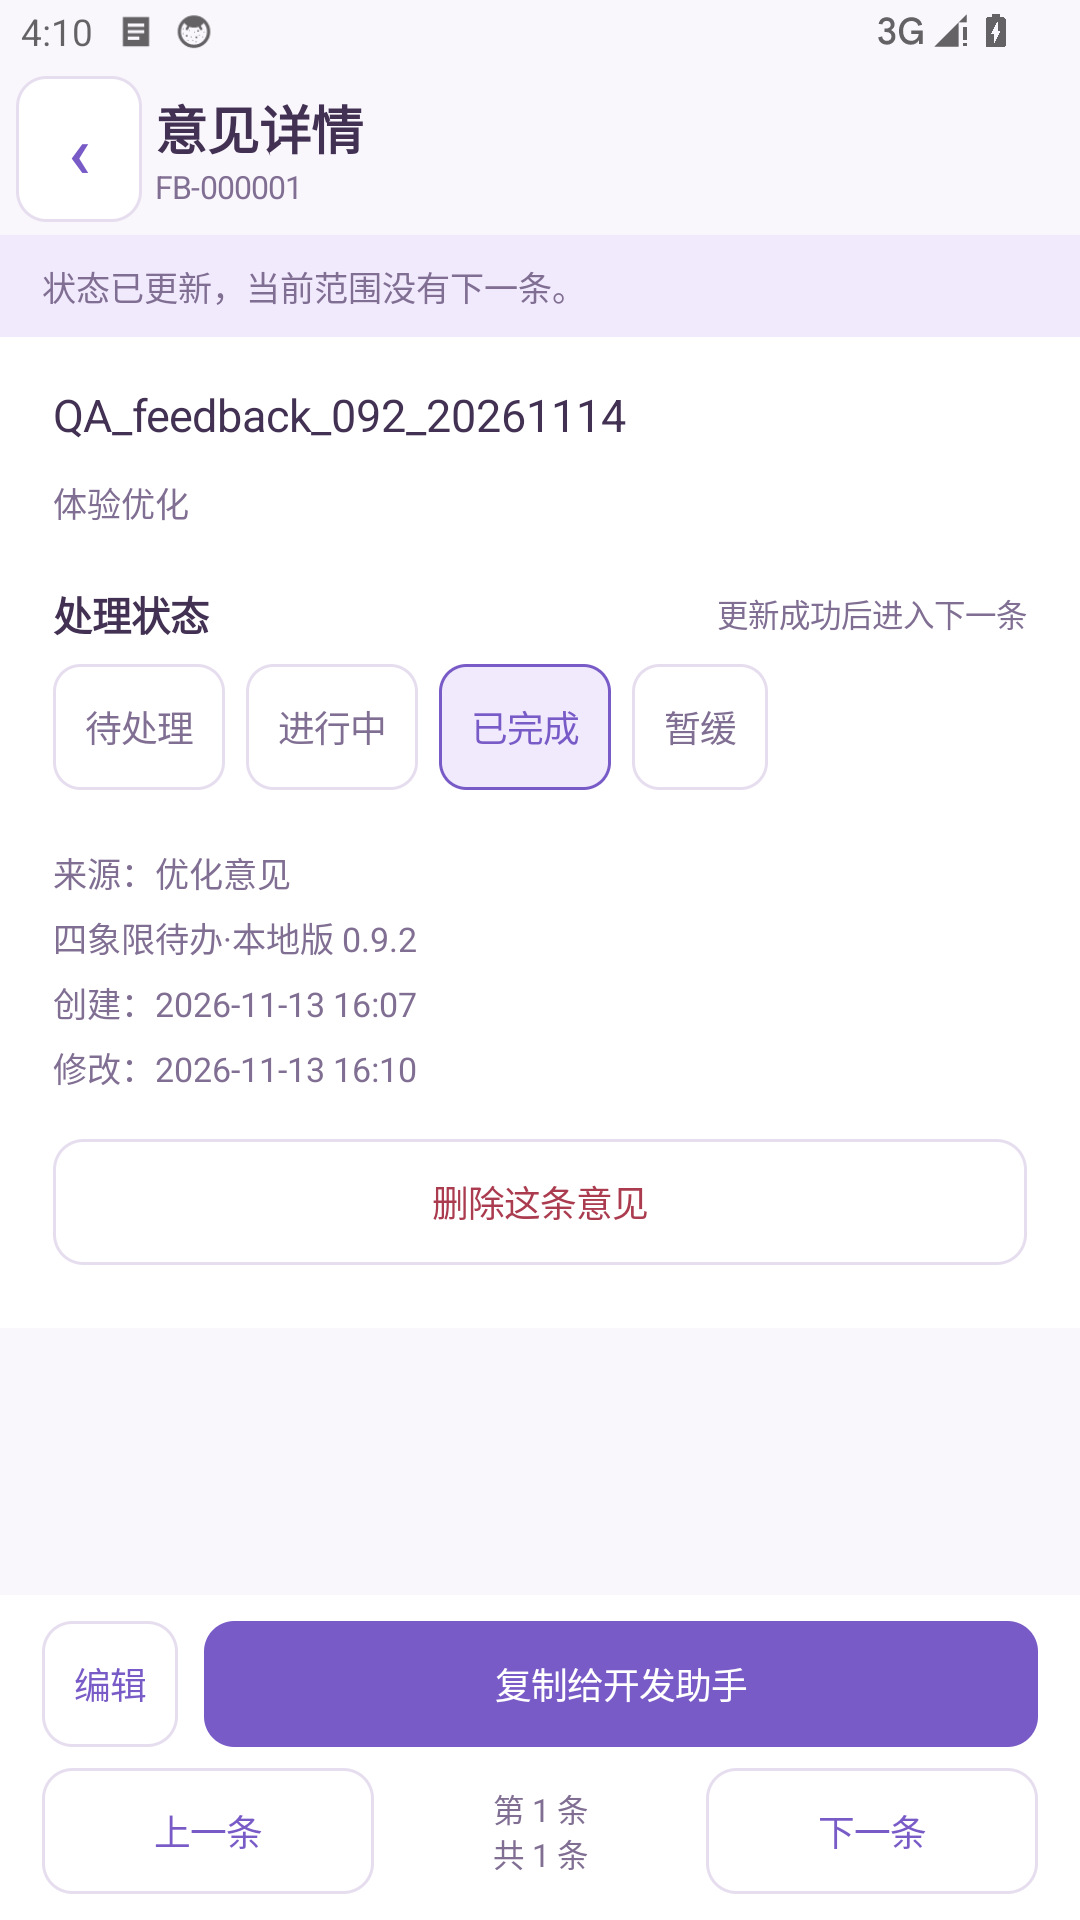 4:10
3G
意见详情
FB-000001
状态已更新，当前范围没有下一条。
QA_feedback_092_20261114
体验优化
处理状态
更新成功后进入下一条
待处理
进行中
已完成
暂缓
来源：优化意见
四象限待办·本地版 0.9.2
创建：2026-11-13 16:07
修改：2026-11-13 16:10
删除这条意见
编辑
复制给开发助手
上一条
第 1 条
共 1 条
下一条